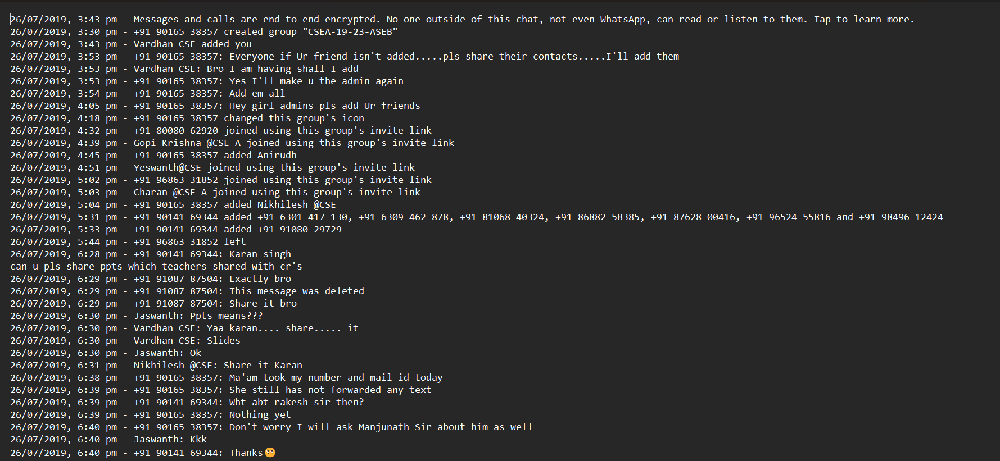 26/07/2019, 3:43 pm - Messages and calls are end-to-end encrypted. No one outside of this chat, not even WhatsApp, can read or listen to them. Tap to learn more.
26/07/2019, 3:30 pm - +91 90165 38357 created group "CSEA-19-23-ASEB"
26/07/2019, 3:43 pm - Vardhan CSE added you
26/07/2019, 3:53 pm - +91 90165 38357: Everyone if Ur friend isn't added.....pls share their contacts.....I'll add them
26/07/2019, 3:53 pm - Vardhan CSE: Bro I am having shall I add
26/07/2019, 3:53 pm - +91 90165 38357: Yes I'll make u the admin again
26/07/2019, 3:54 pm - +91 90165 38357: Add em all
26/07/2019, 4:05 pm - +91 90165 38357: Hey girl admins pls add Ur friends
26/07/2019, 4:18 pm - +91 90165 38357 changed this group's icon
26/07/2019, 4:32 pm - +91 80080 62920 joined using this group's invite link
26/07/2019, 4:39 pm - Gopi Krishna @CSE A joined using this group's invite link
26/07/2019, 4:45 pm - +91 90165 38357 added Anirudh
26/07/2019, 4:51 pm - Yeswanth@CSE joined using this group's invite link
26/07/2019, 5:02 pm - +91 96863 31852 joined using this group's invite link
26/07/2019, 5:03 pm - Charan @CSE A joined using this group's invite link
26/07/2019, 5:04 pm - +91 90165 38357 added Nikhilesh @CSE
26/07/2019, 5:31 pm - +91 90141 69344 added +91 6301 417 130, +91 6309 462 878, +91 81068 40324, +91 86882 58385, +91 87628 00416, +91 96524 55816 and +91 98496 12424
26/07/2019, 5:33 pm - +91 90141 69344 added +91 91080 29729
26/07/2019, 5:44 pm - +91 96863 31852 left
26/07/2019, 6:28 pm - +91 90141 69344: Karan singh
can u pls share ppts which teachers shared with cr's
26/07/2019, 6:29 pm - +91 91087 87504: Exactly bro
26/07/2019, 6:29 pm - +91 91087 87504: This message was deleted
26/07/2019, 6:29 pm - +91 91087 87504: Share it bro
26/07/2019, 6:30 pm - Jaswanth: Ppts means???
26/07/2019, 6:30 pm - Vardhan CSE: Yaa karan.... share..... it
26/07/2019, 6:30 pm - Vardhan CSE: Slides
26/07/2019, 6:30 pm - Jaswanth: Ok
26/07/2019, 6:31 pm - Nikhilesh @CSE: Share it Karan
26/07/2019, 6:38 pm - +91 90165 38357: Ma'am took my number and mail id today
26/07/2019, 6:39 pm - +91 90165 38357: She still has not forwarded any text
26/07/2019, 6:39 pm - +91 90141 69344: Wht abt rakesh sir then?
26/07/2019, 6:39 pm - +91 90165 38357: Nothing yet
26/07/2019, 6:40 pm - +91 90165 38357: Don't worry I will ask Manjunath Sir about him as well
26/07/2019, 6:40 pm - Jaswanth: Kkk
26/07/2019, 6:40 pm - +91 90141 69344: Thanks🙂